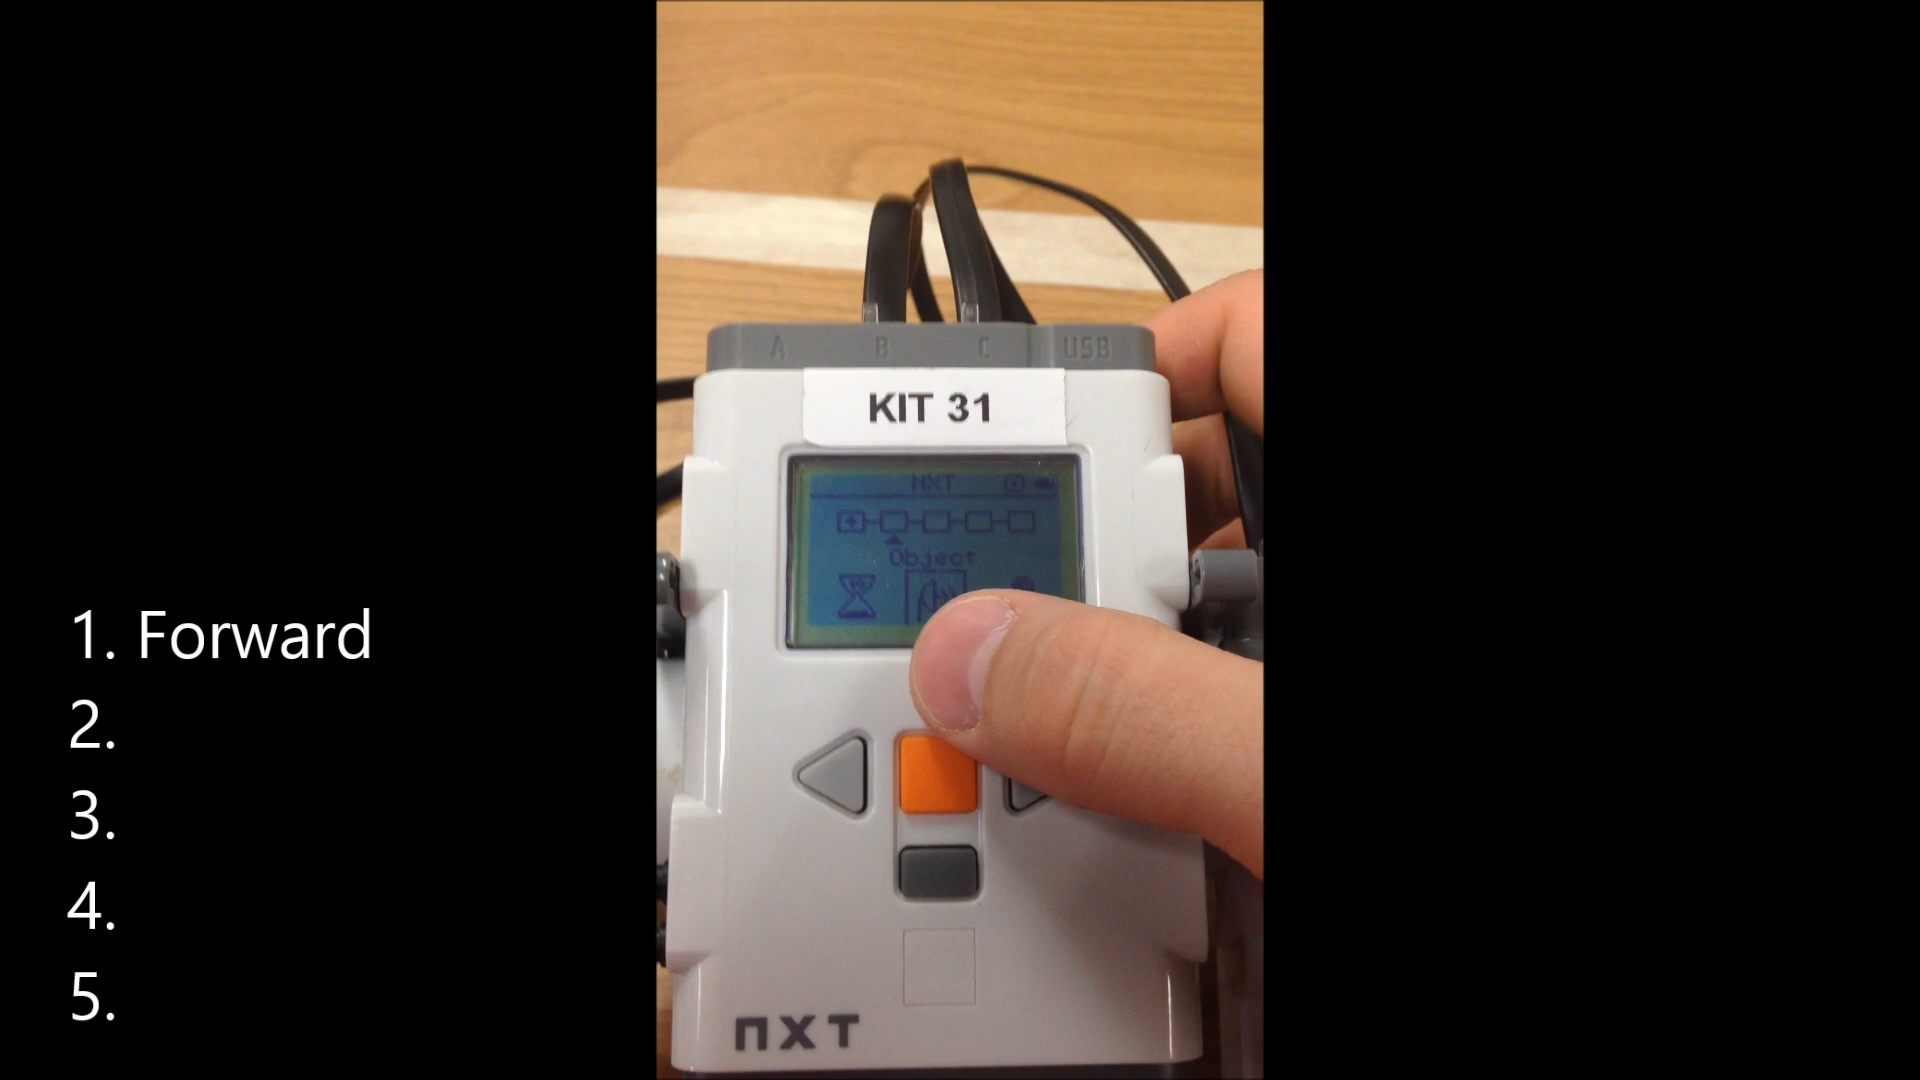 1. Forward
2.
3.
4.
5.
A B C USB
KIT 31
NXT
Object
NXT